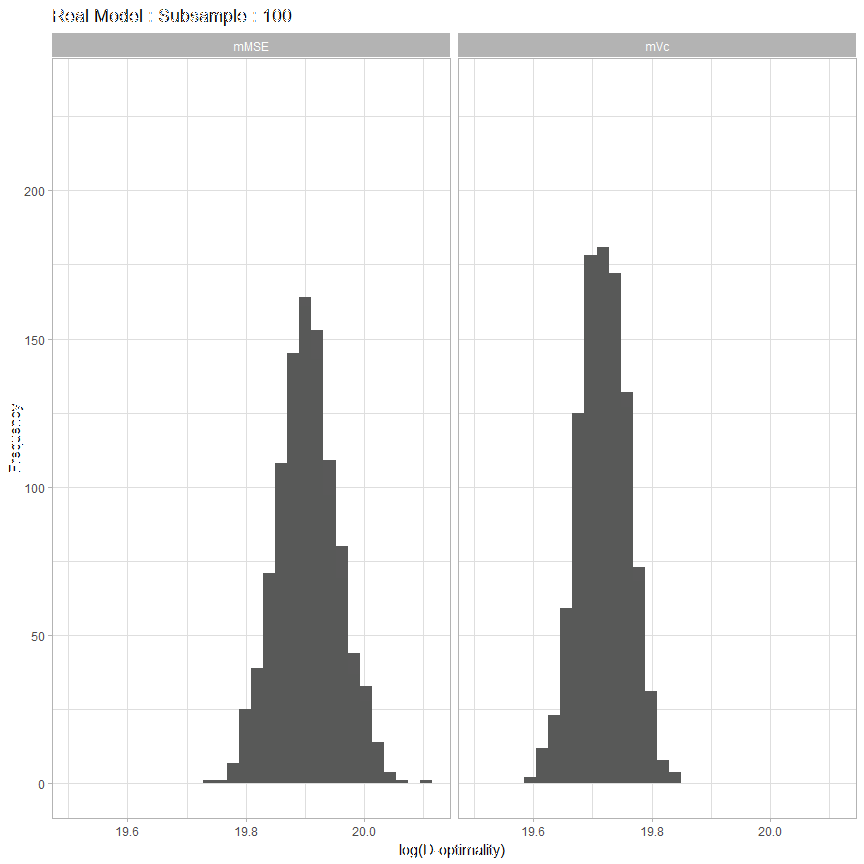 Real Model : Subsample : 100
mMSE
mVc
200
150
100
50
0
Frequency
19.6
19.8
20.0
19.6
19.8
20.0
log(D-optimality)